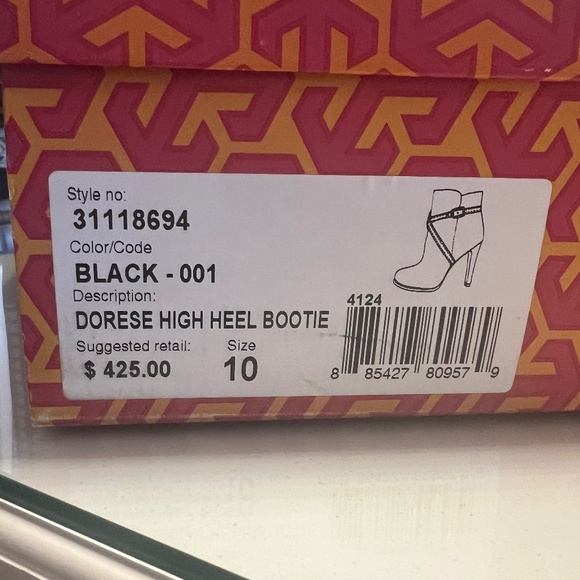 Style no:
31118694
Color/Code
BLACK - 001
Description:
DORESE HIGH HEEL BOOTIE
Suggested retail: Size
$ 425.00 10
4124
8 85427 80957 9